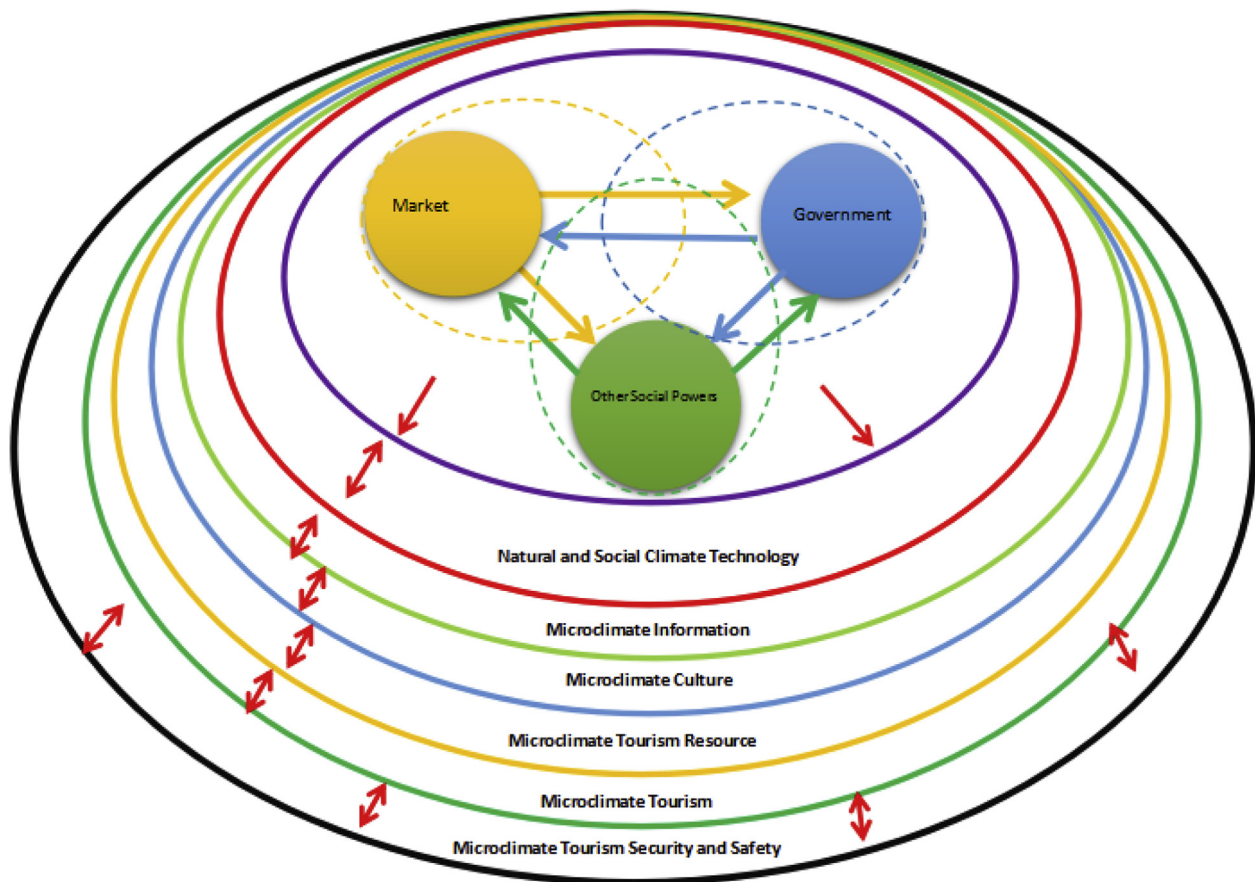 Market
Government
Other Social Powers
Natural and Social Climate Technology
Microclimate Information
Microclimate Culture
Microclimate Tourism Resource
Microclimate Tourism
Microclimate Tourism Security and Safety